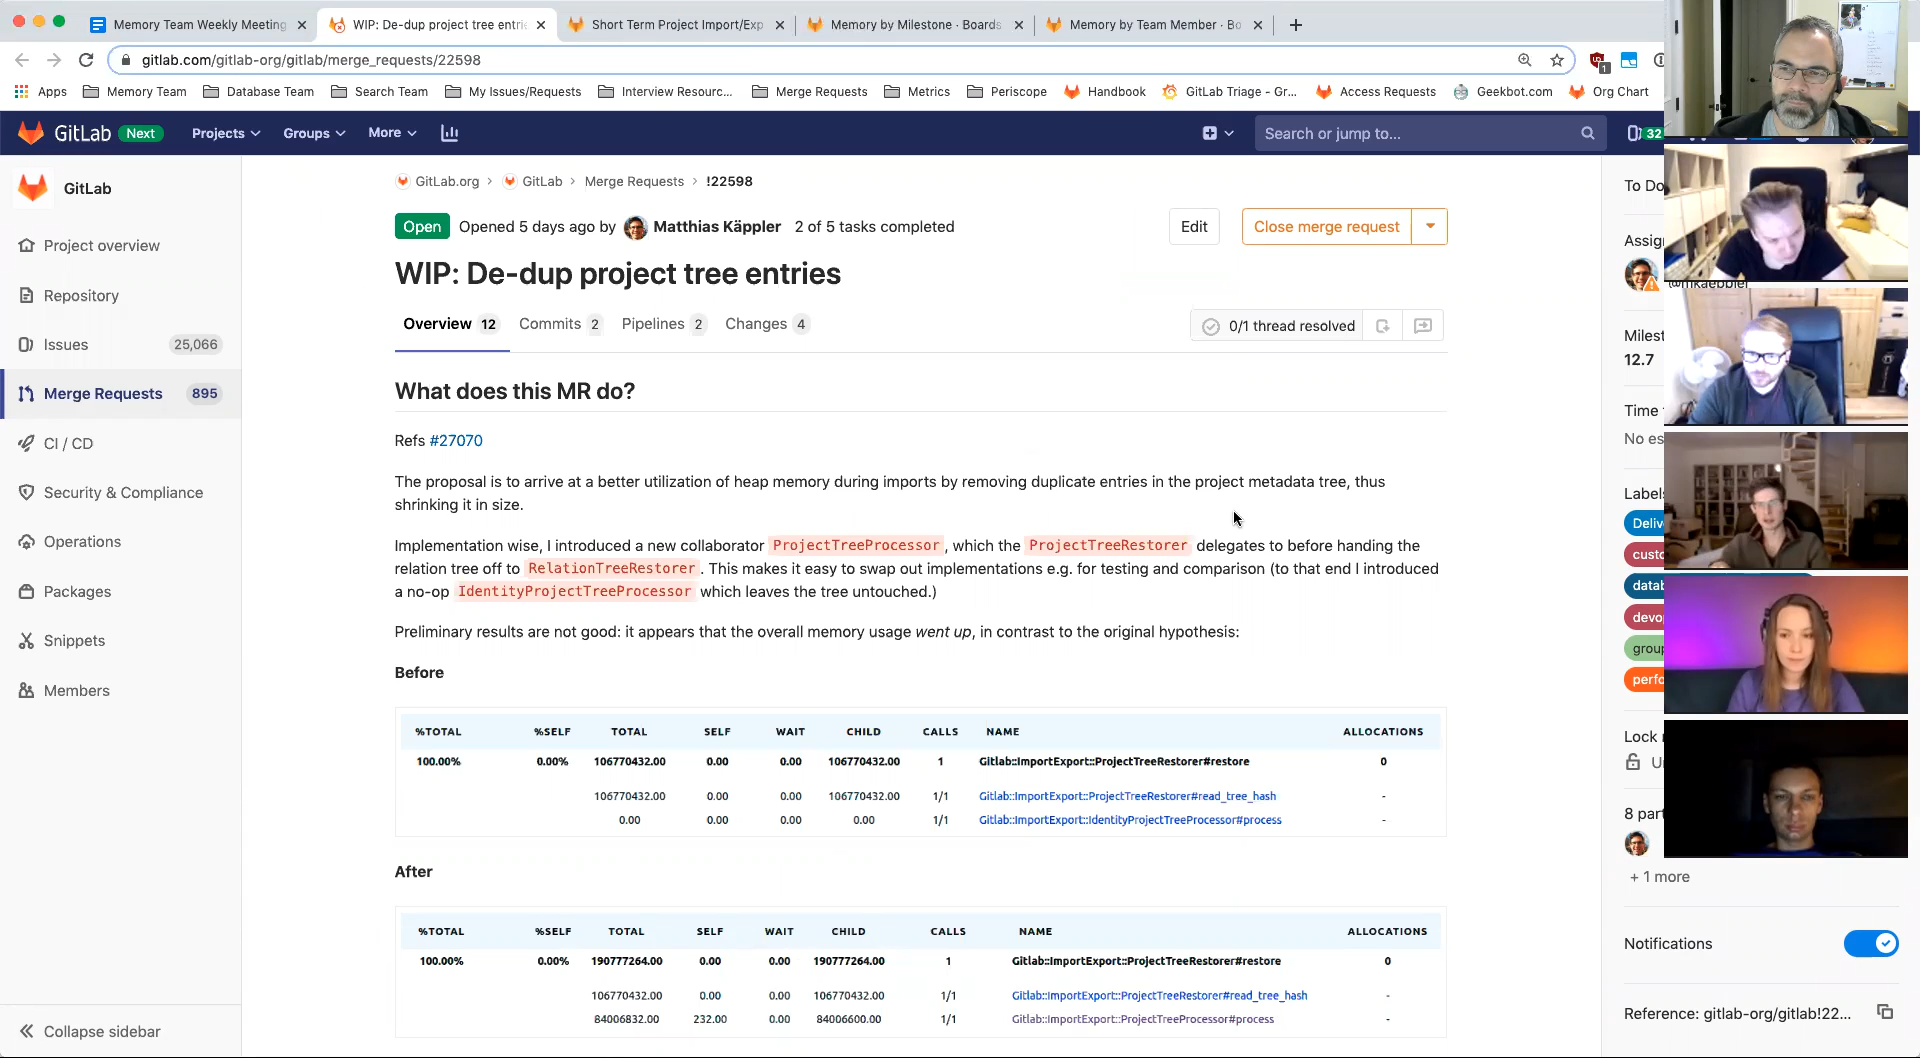 Memory Team Weekly Meeting
WIP: De-dup project tree entrie
Short Term Project Import/Exp
Memory by Milestone · Boards
Memory by Team Member · Bo
gitlab.com/gitlab-org/gitlab/merge_requests/22598
1
Apps
Memory Team
Database Team
Search Team
My Issues/Requests
Interview Resourc...
Merge Requests
Metrics
Periscope
Handbook
GitLab Triage - Gr...
Access Requests
Geekbot.com
Org Chart
GitLab Next
Projects
Groups
More
Search or jump to...
32
GitLab
Project overview
Repository
Issues 25,066
Merge Requests 895
CI / CD
Security & Compliance
Operations
Packages
Snippets
Members
Collapse sidebar
GitLab.org > GitLab > Merge Requests > !22598
Open Opened 5 days ago by Matthias Käppler 2 of 5 tasks completed
Edit
Close merge request
WIP: De-dup project tree entries
Overview 12 Commits 2 Pipelines 2 Changes 4
0/1 thread resolved
What does this MR do?
Refs #27070
The proposal is to arrive at a better utilization of heap memory during imports by removing duplicate entries in the project metadata tree, thus
shrinking it in size.
Implementation wise, I introduced a new collaborator ProjectTreeProcessor, which the ProjectTreeRestorer delegates to before handing the
relation tree off to RelationTreeRestorer. This makes it easy to swap out implementations e.g. for testing and comparison (to that end I introduced
a no-op IdentityProjectTreeProcessor which leaves the tree untouched.)
Preliminary results are not good: it appears that the overall memory usage went up, in contrast to the original hypothesis:
Before
%TOTAL %SELF TOTAL SELF WAIT CHILD CALLS NAME ALLOCATIONS
100.00% 0.00% 106770432.00 0.00 0.00 106770432.00 1 Gitlab::ImportExport::ProjectTreeRestorer#restore 0
106770432.00 0.00 0.00 106770432.00 1/1 Gitlab::ImportExport::ProjectTreeRestorer#read_tree_hash -
0.00 0.00 0.00 0.00 1/1 Gitlab::ImportExport::IdentityProjectTreeProcessor#process -
After
%TOTAL %SELF TOTAL SELF WAIT CHILD CALLS NAME ALLOCATIONS
100.00% 0.00% 190777264.00 0.00 0.00 190777264.00 1 Gitlab::ImportExport::ProjectTreeRestorer#restore 0
106770432.00 0.00 0.00 106770432.00 1/1 Gitlab::ImportExport::ProjectTreeRestorer#read_tree_hash -
84006832.00 232.00 0.00 84006600.00 1/1 Gitlab::ImportExport::ProjectTreeProcessor#process -
To Do
Assig
@mkaeppler
Milest
12.7
Time
No es
Label
Deliv
custo
datab
devo
group
perfo
Lock
8 part
+ 1 more
Notifications
Reference: gitlab-org/gitlab!22...